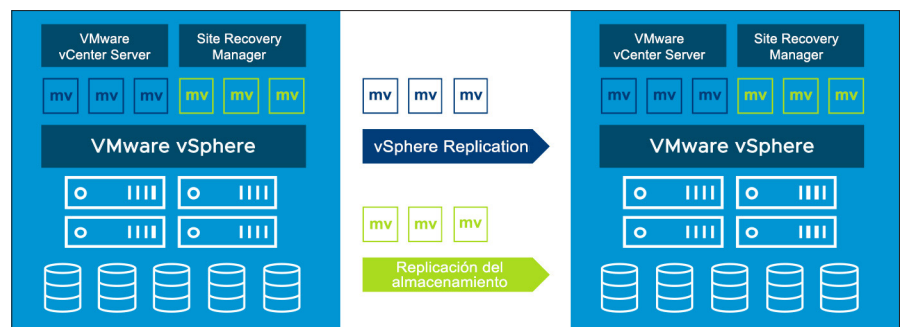 VMware
vCenter Server
Site Recovery
Manager
mv mv mv mv mv mv
VMware vSphere
mv mv mv
vSphere Replication
mv mv mv
Replicación del
almacenamiento
VMware
vCenter Server
Site Recovery
Manager
mv mv mv mv mv mv
VMware vSphere